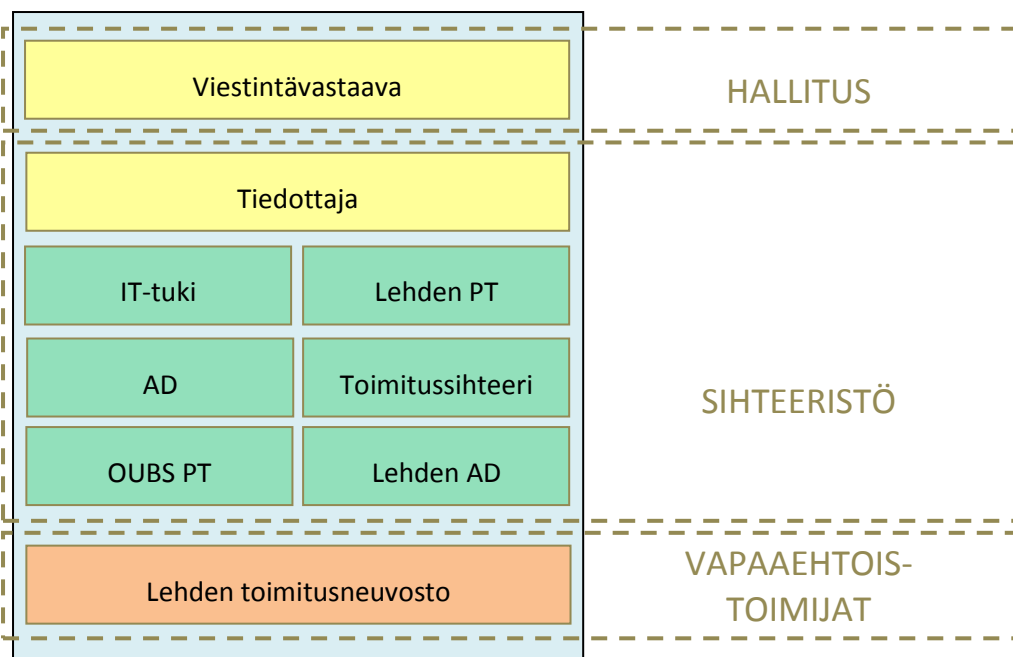 Viestintävastaava
HALLITUS
Tiedottaja
IT-tuki
Lehden PT
AD
Toimitussihteeri
SIHTEERISTÖ
OUBS PT
Lehden AD
Lehden toimitusneuvosto
VAPAAEHTOIS-
TOIMIJAT